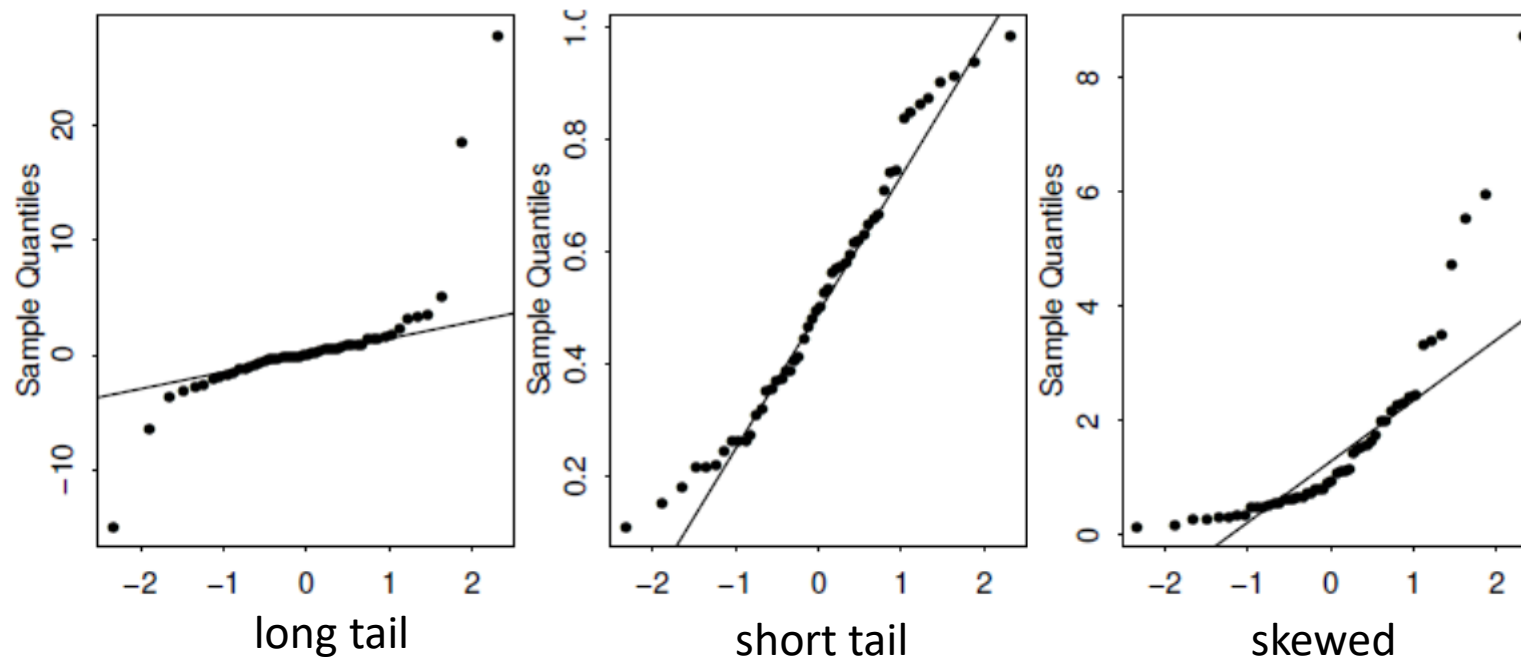 Sample Quantiles
−10 0 10 20
−2 −1 0 1 2
long tail
Sample Quantiles
0.2 0.4 0.6 0.8 1.0
−2 −1 0 1 2
short tail
Sample Quantiles
0 2 4 6 8
−2 −1 0 1 2
skewed